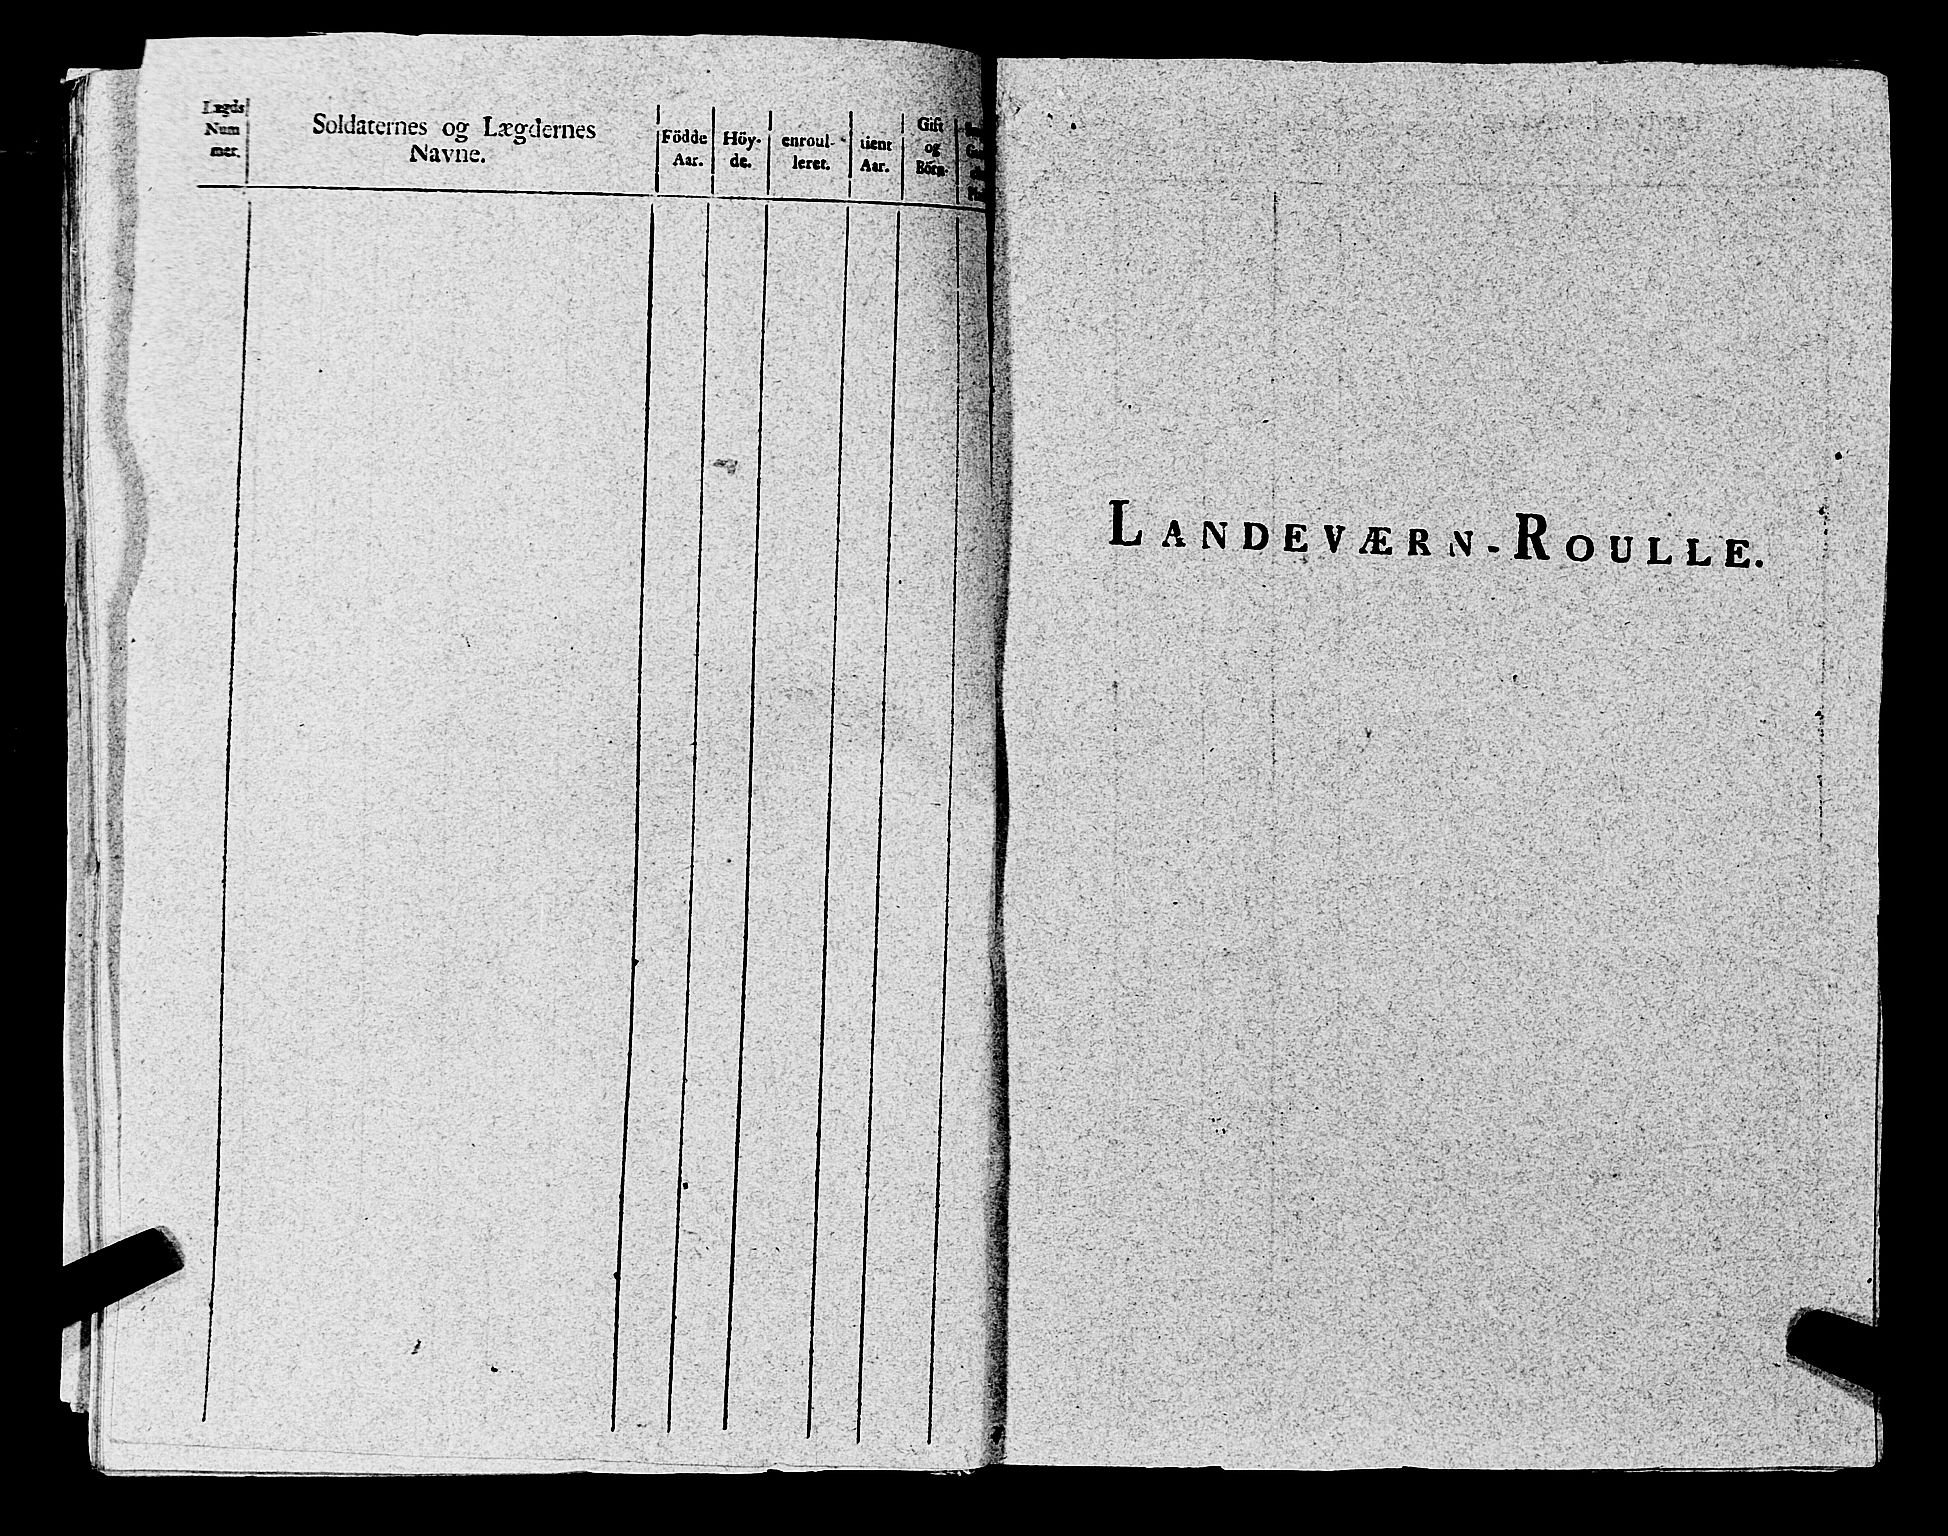 Lægds
Num
mer.
Soldaternes og Lægdernes
Navne.
Födde
Aar.
Höy-
de.
enroul-
leret.
tient
Aar.
Gift
og
Börn.
LANDEVÆRN-ROULLE.